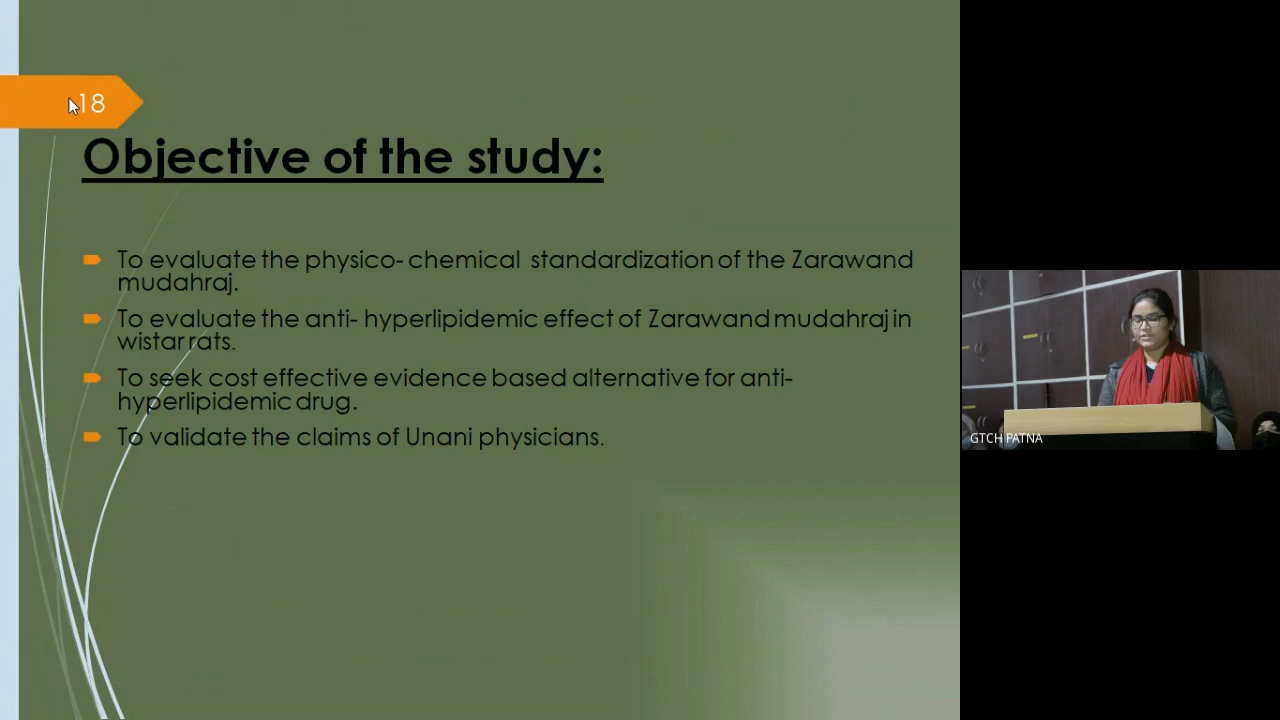 18
Objective of the study:
To evaluate the physico- chemical standardization of the Zarawand
mudahraj.
To evaluate the anti- hyperlipidemic effect of Zarawand mudahraj in
wistar rats.
To seek cost effective evidence based alternative for anti-
hyperlipidemic drug.
To validate the claims of Unani physicians.
GTCH PATNA